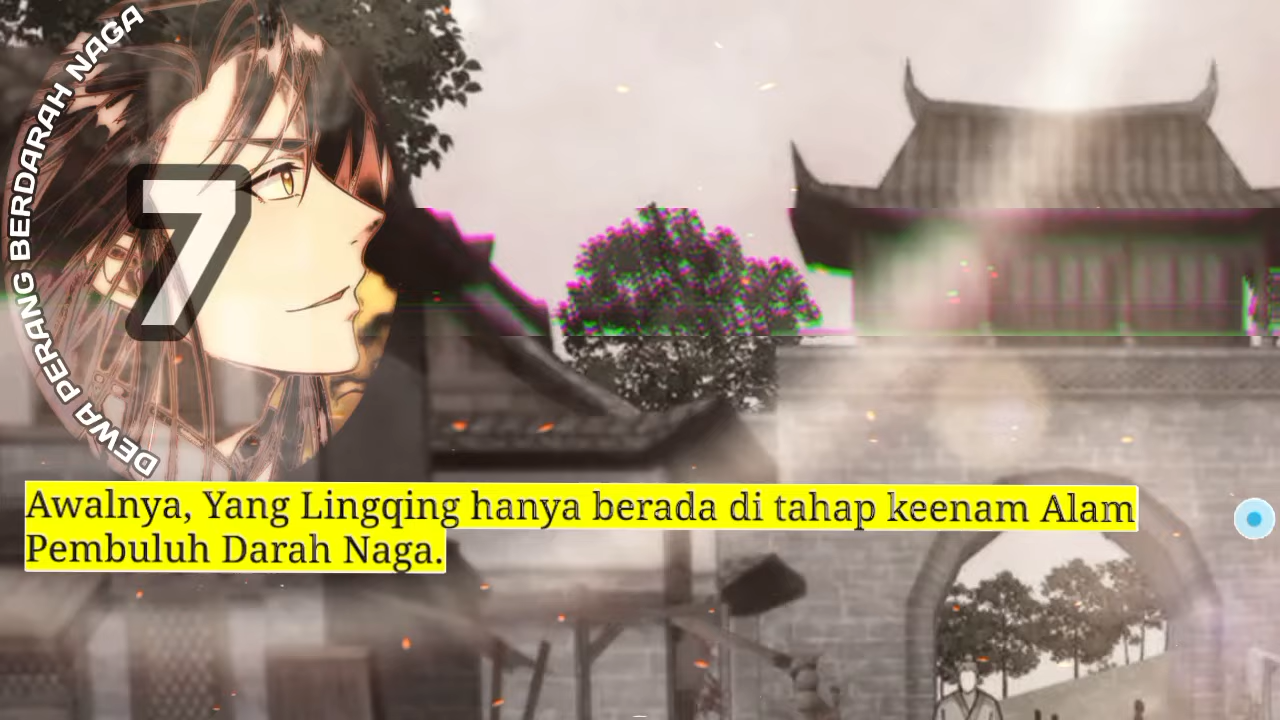 DEWA PERANG BERDARAH NAGA
7
Awalnya, Yang Lingqing hanya berada di tahap keenam Alam
Pembuluh Darah Naga.